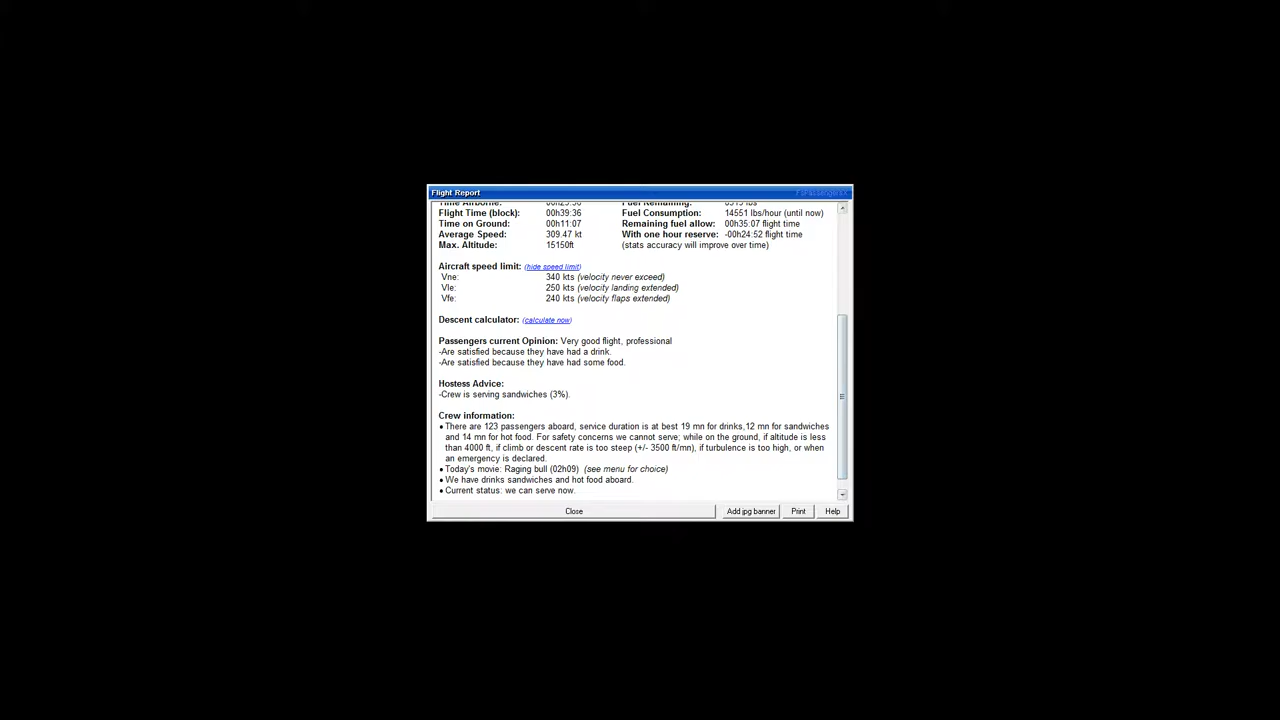 Flight Report
Time Airborne: Fuel Remaining: lbs
Flight Time (block): 00h39:36 Fuel Consumption: 14551 lbs/hour (until now)
Time on Ground: 00h11:07 Remaining fuel allow: 00h35:07 flight time
Average Speed: 309.47 kt With one hour reserve: -00h24:52 flight time
Max. Altitude: 15150ft (stats accuracy will improve over time)
Aircraft speed limit: (hide speed limit)
Vne: 340 kts (velocity never exceed)
Vle: 250 kts (velocity landing extended)
Vfe: 240 kts (velocity flaps extended)
Descent calculator: (calculate now)
Passengers current Opinion: Very good flight, professional
-Are satisfied because they have had a drink.
-Are satisfied because they have had some food.
Hostess Advice:
-Crew is serving sandwiches (3%).
Crew information:
• There are 123 passengers aboard, service duration is at best 19 mn for drinks,12 mn for sandwiches
and 14 mn for hot food. For safety concerns we cannot serve; while on the ground, if altitude is less
than 4000 ft, if climb or descent rate is too steep (+/- 3500 ft/mn), if turbulence is too high, or when
an emergency is declared.
• Today's movie: Raging bull (02h09) (see menu for choice)
• We have drinks sandwiches and hot food aboard.
• Current status: we can serve now.
Close Add jpg banner Print Help